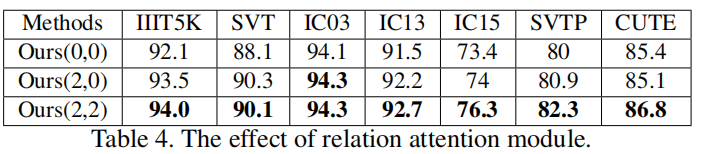 Methods IIIT5K SVT IC03 IC13 IC15 SVTP CUTE
Ours(0,0) 92.1 88.1 94.1 91.5 73.4 80 85.4
Ours(2,0) 93.5 90.3 94.3 92.2 74 80.9 85.1
Ours(2,2) 94.0 90.1 94.3 92.7 76.3 82.3 86.8
Table 4. The effect of relation attention module.